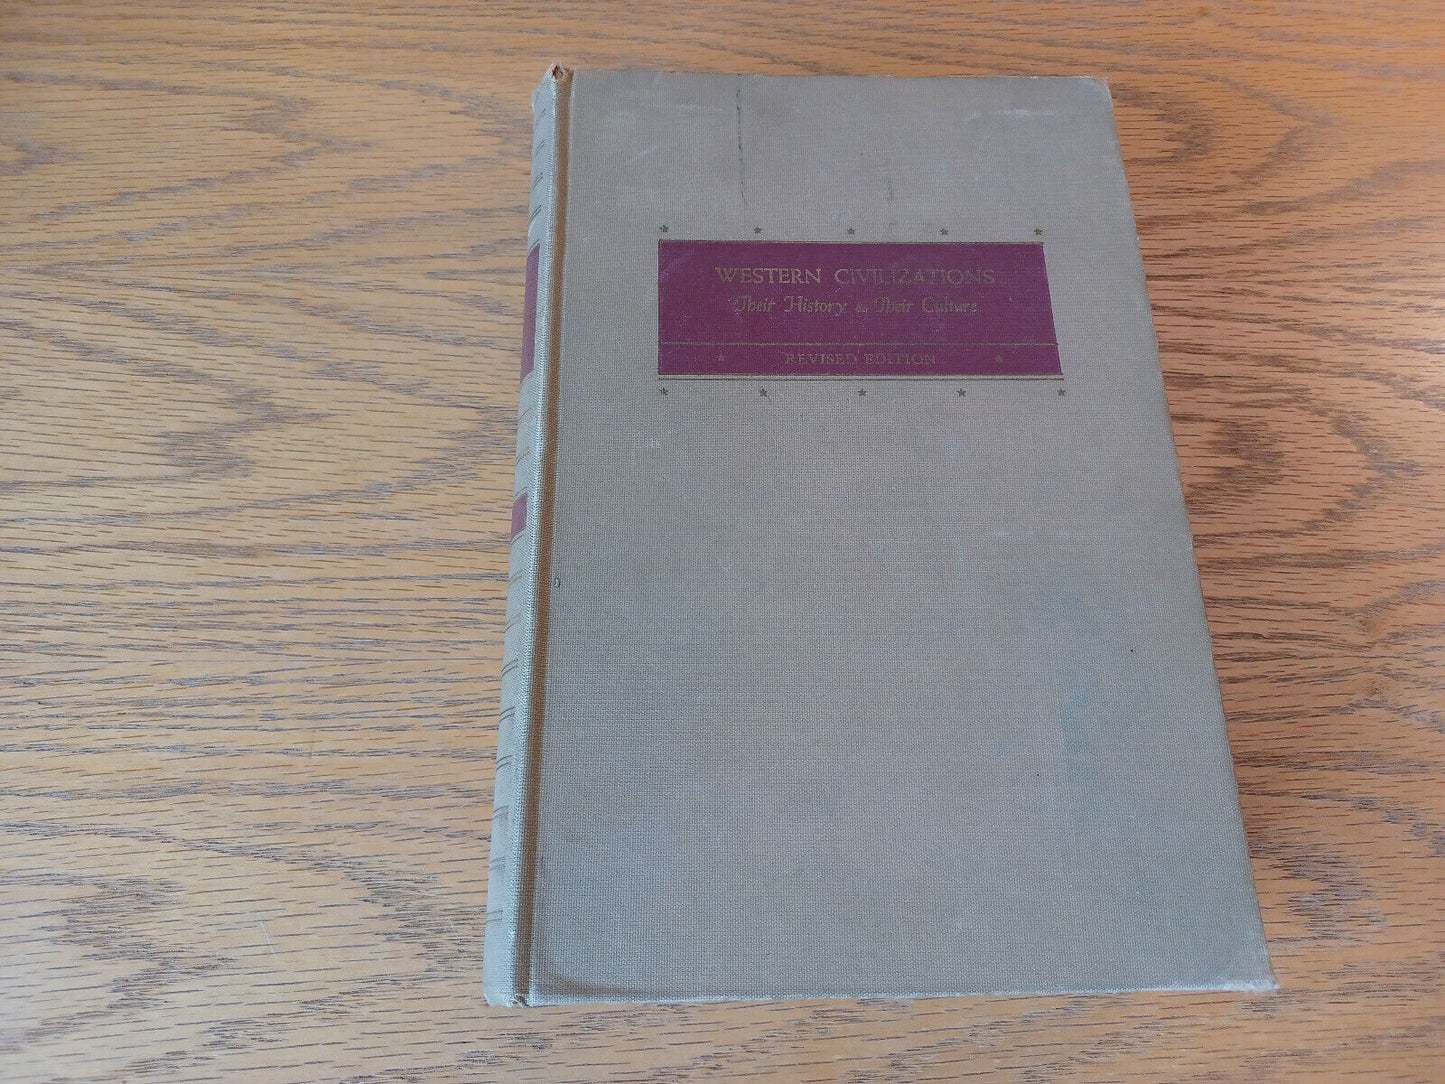 WESTERN CIVILIZATIONS
Their History & Their Culture
REVISED EDITION